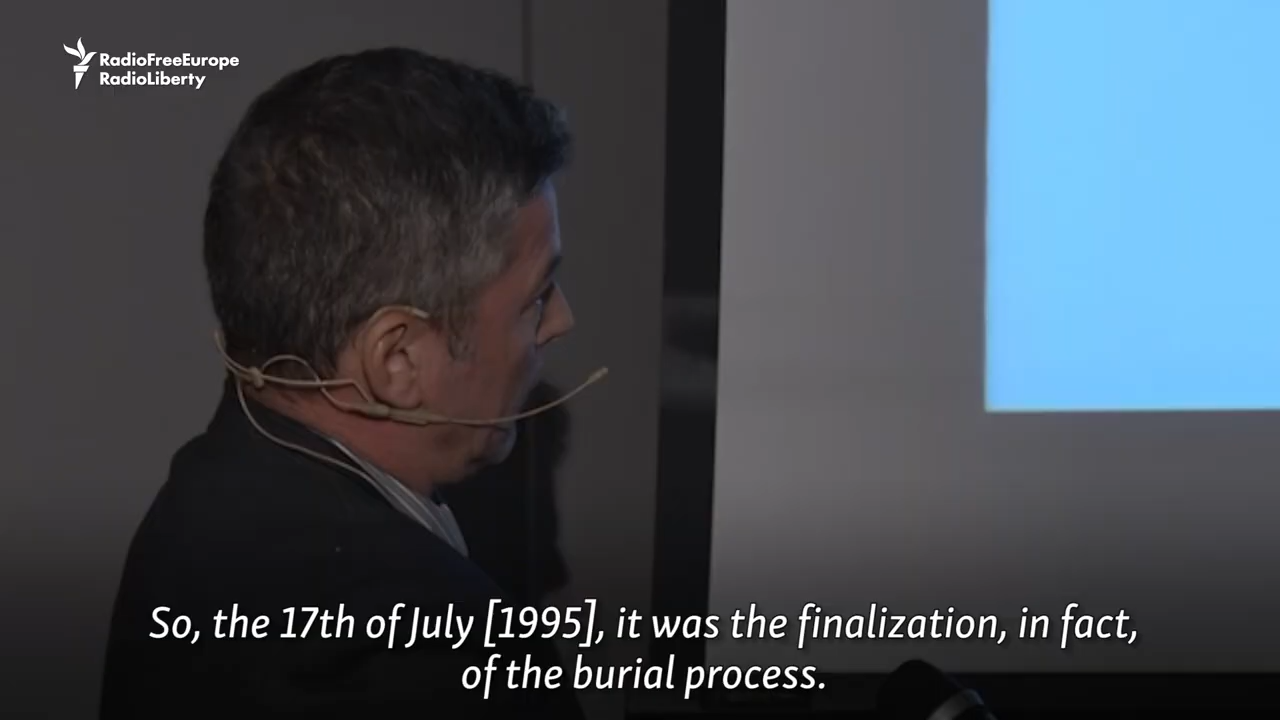 RadioFreeEurope
RadioLiberty
So, the 17th of July [1995], it was the finalization, in fact,
of the burial process.